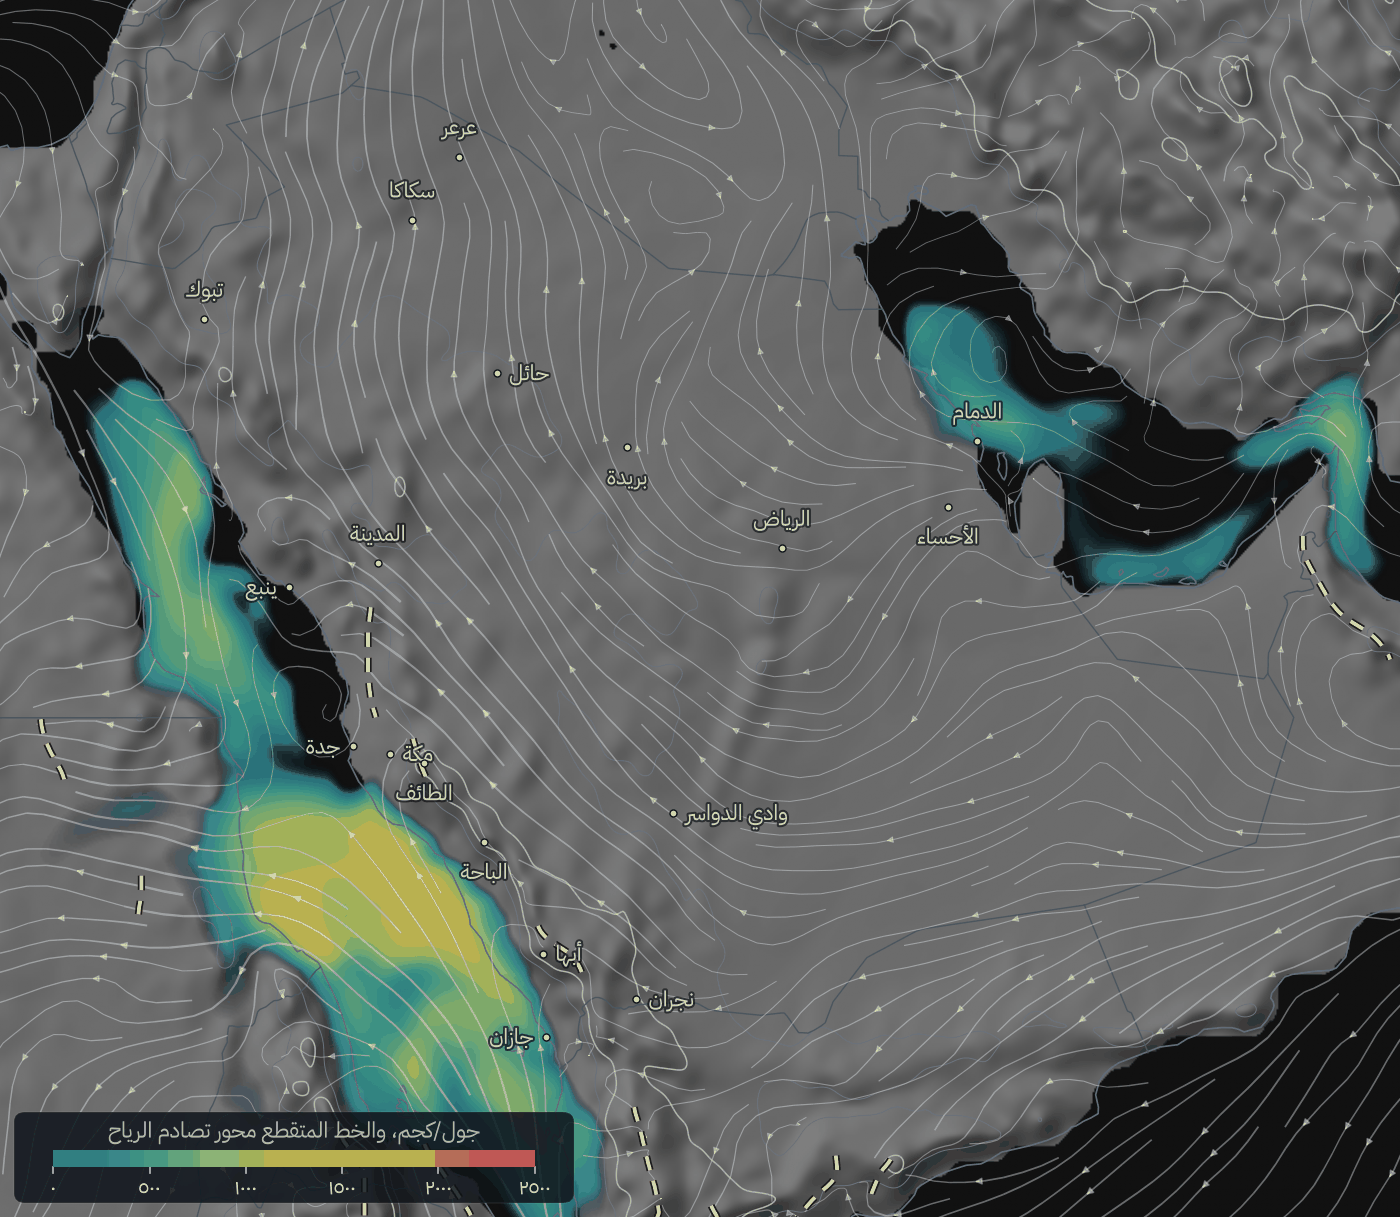 عرعر
سكاكا
تبوك
حائل
الدمام
بريدة
الرياض
الأحساء
المدينة
ينبع
جدة
مكة
الطائف
وادي الدواسر
الباحة
أبها
نجران
جازان
جول/كجم، والخط المتقطع محور تصادم الرياح
٠ ٥٠٠ ١٠٠٠ ١٥٠٠ ٢٠٠٠ ٢٥٠٠